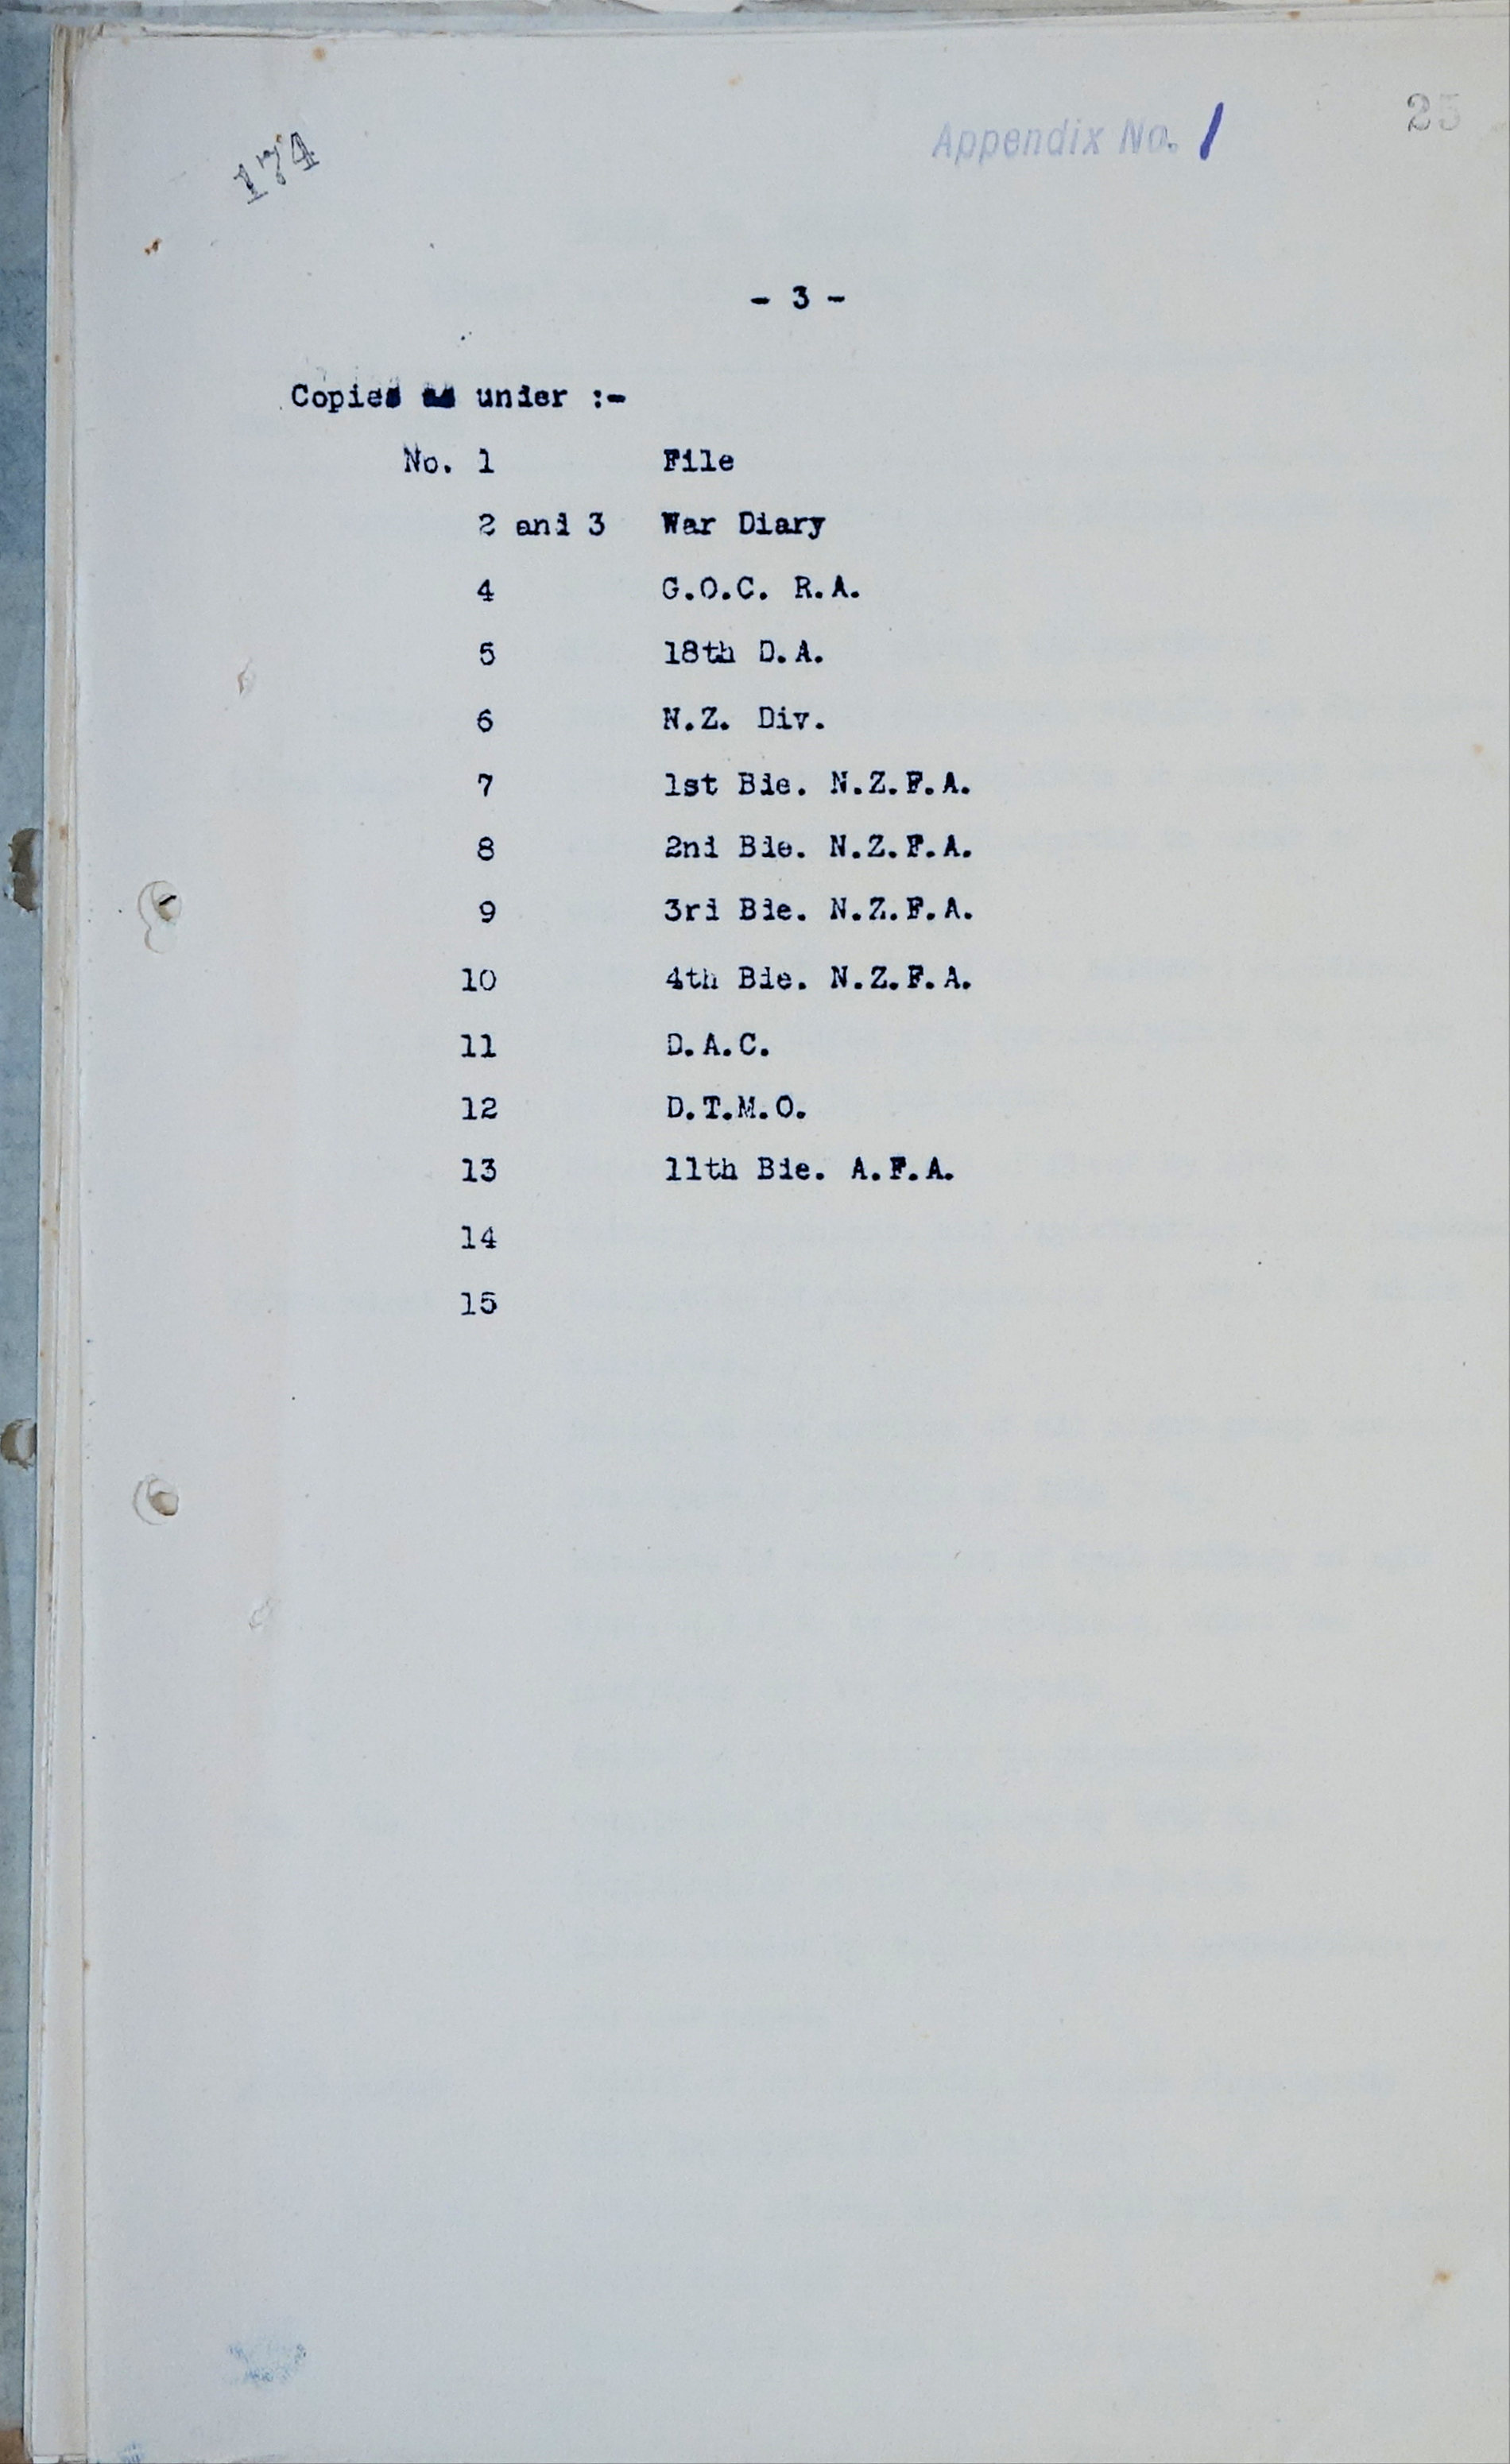 174
Appendix No. 1
25
- 3 -
Copies as under :-
No. 1 File
2 and 3 War Diary
4 G.O.C. R.A.
5 18th D.A.
6 N.Z. Div.
7 1st Bde. N.Z.F.A.
8 2nd Bde. N.Z.F.A.
9 3rd Bde. N.Z.F.A.
10 4th Bde. N.Z.F.A.
11 D.A.C.
12 D.T.M.O.
13 11th Bde. A.F.A.
14
15